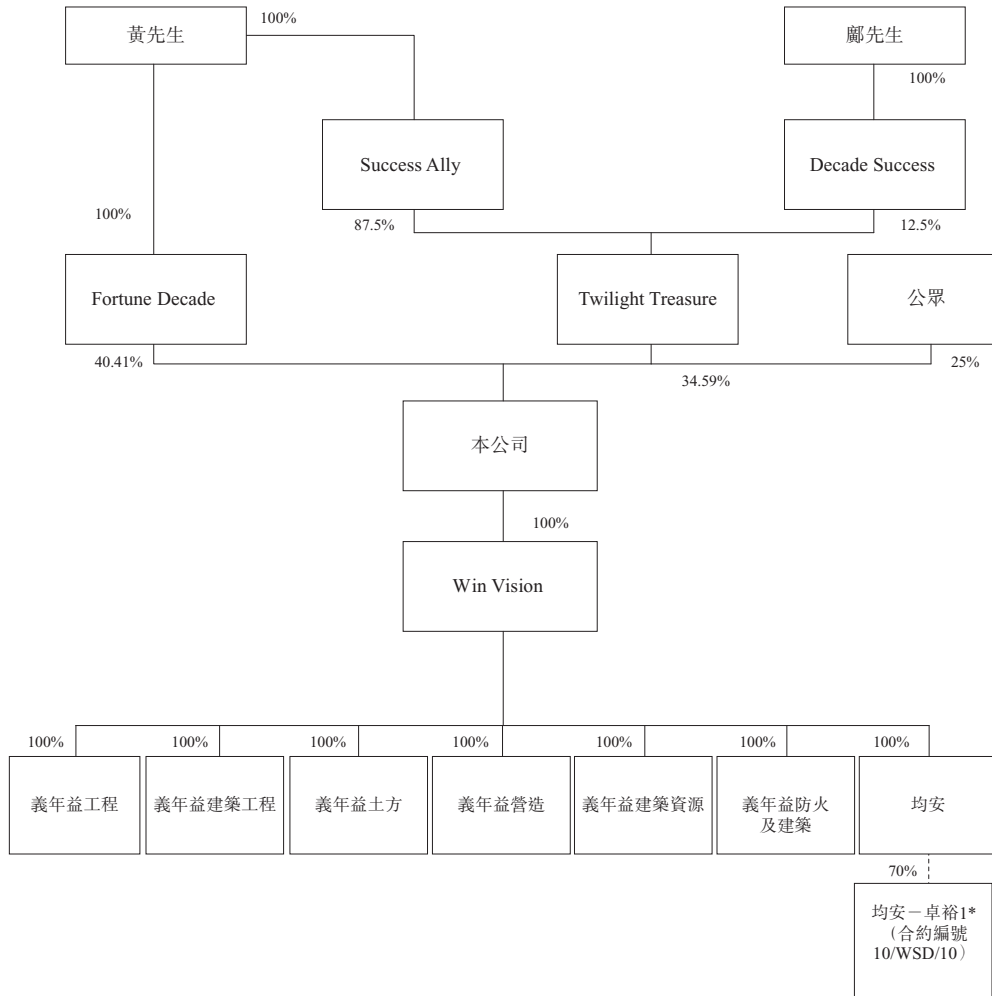 黃先生
100%
鄺先生
100%
Success Ally
Decade Success
100%
87.5%
12.5%
Fortune Decade
Twilight Treasure
公眾
40.41%
34.59%
25%
本公司
100%
Win Vision
100%
100%
100%
100%
100%
100%
100%
義年益工程
義年益建築工程
義年益土方
義年益營造
義年益建築資源
義年益防火
及建築
均安
70%
均安－卓裕1*
（合約編號
10/WSD/10）